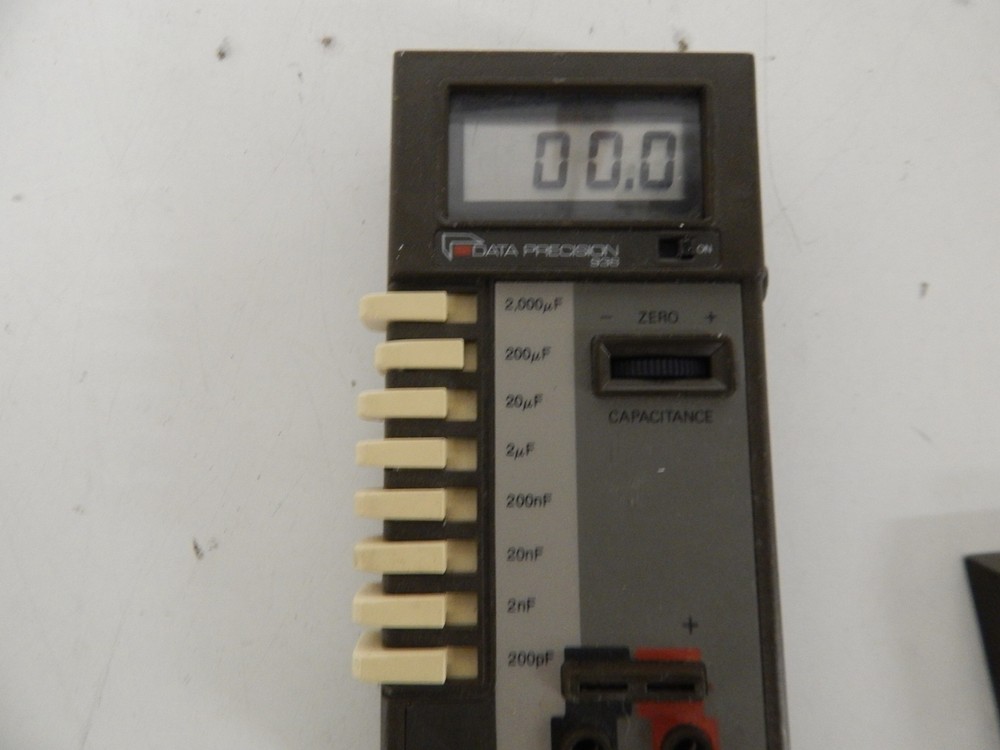 00.0
DATA PRECISION
938
ON
2,000µF
200µF
20µF
2µF
200nF
20nF
2nF
200pF
− ZERO +
CAPACITANCE
+